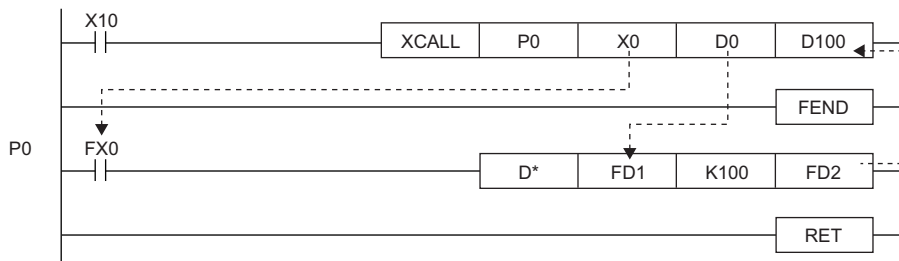 X10
XCALL P0 X0 D0 D100
FEND
P0 FX0
D* FD1 K100 FD2
RET